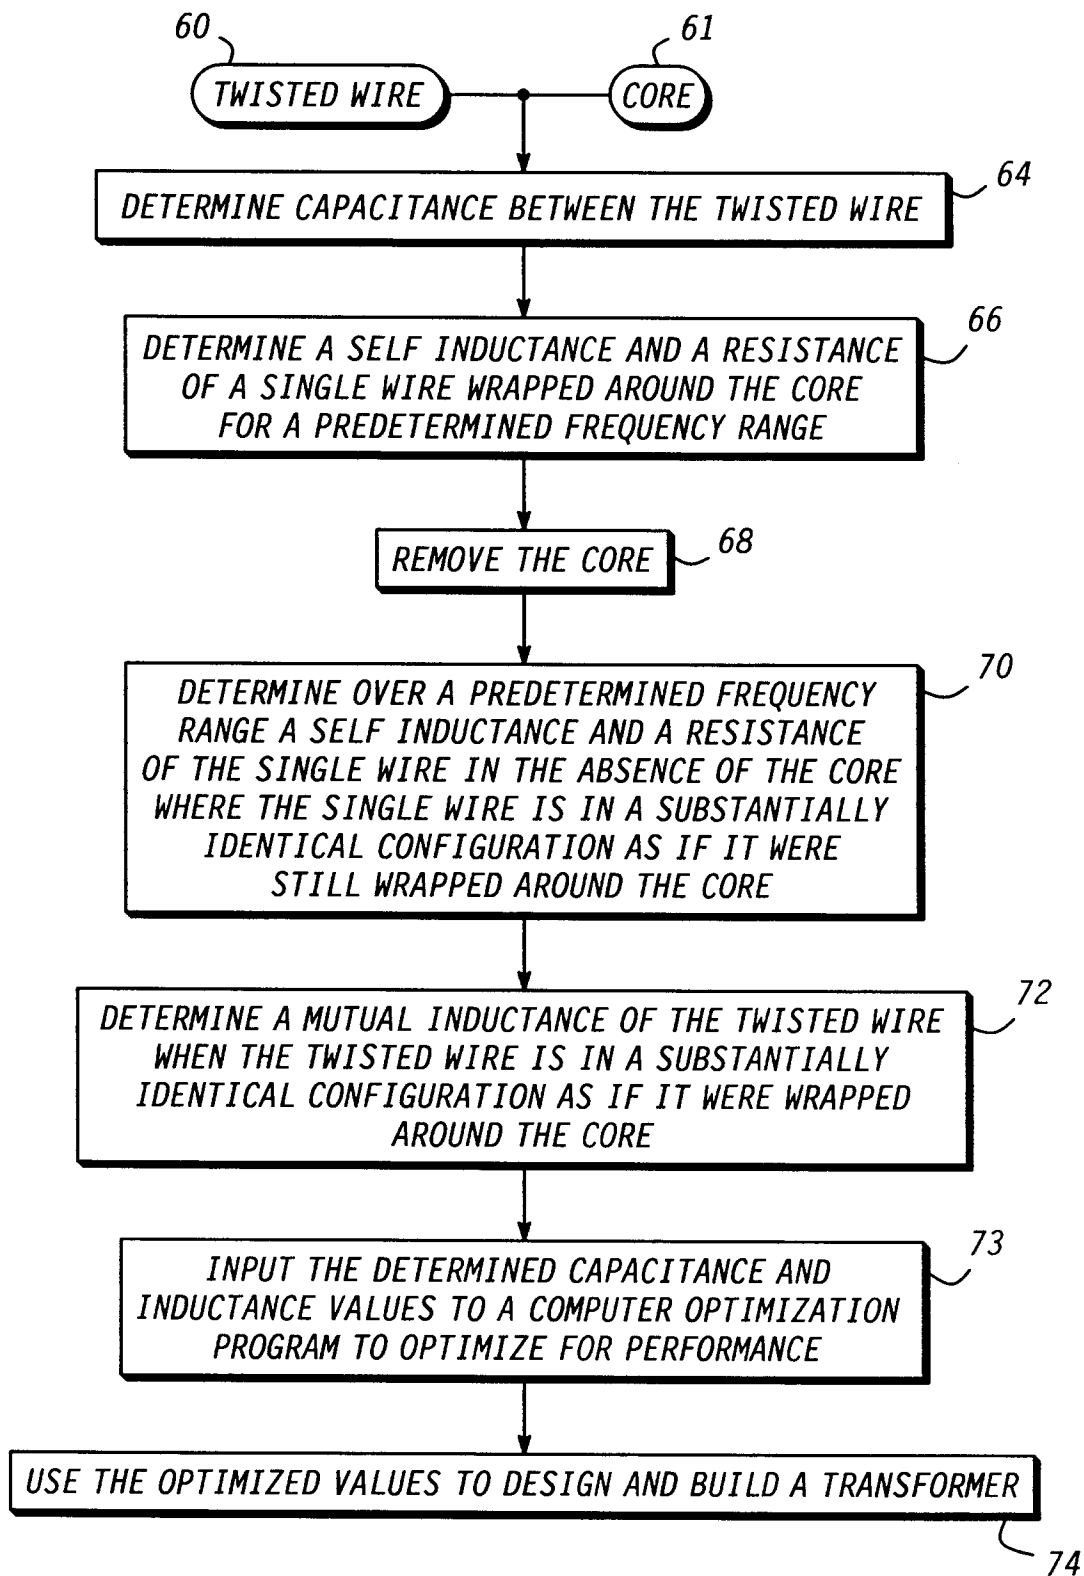 60
61
TWISTED WIRE
CORE
64
DETERMINE CAPACITANCE BETWEEN THE TWISTED WIRE
66
DETERMINE A SELF INDUCTANCE AND A RESISTANCE
OF A SINGLE WIRE WRAPPED AROUND THE CORE
FOR A PREDETERMINED FREQUENCY RANGE
68
REMOVE THE CORE
70
DETERMINE OVER A PREDETERMINED FREQUENCY
RANGE A SELF INDUCTANCE AND A RESISTANCE
OF THE SINGLE WIRE IN THE ABSENCE OF THE CORE
WHERE THE SINGLE WIRE IS IN A SUBSTANTIALLY
IDENTICAL CONFIGURATION AS IF IT WERE
STILL WRAPPED AROUND THE CORE
72
DETERMINE A MUTUAL INDUCTANCE OF THE TWISTED WIRE
WHEN THE TWISTED WIRE IS IN A SUBSTANTIALLY
IDENTICAL CONFIGURATION AS IF IT WERE WRAPPED
AROUND THE CORE
73
INPUT THE DETERMINED CAPACITANCE AND
INDUCTANCE VALUES TO A COMPUTER OPTIMIZATION
PROGRAM TO OPTIMIZE FOR PERFORMANCE
USE THE OPTIMIZED VALUES TO DESIGN AND BUILD A TRANSFORMER
74